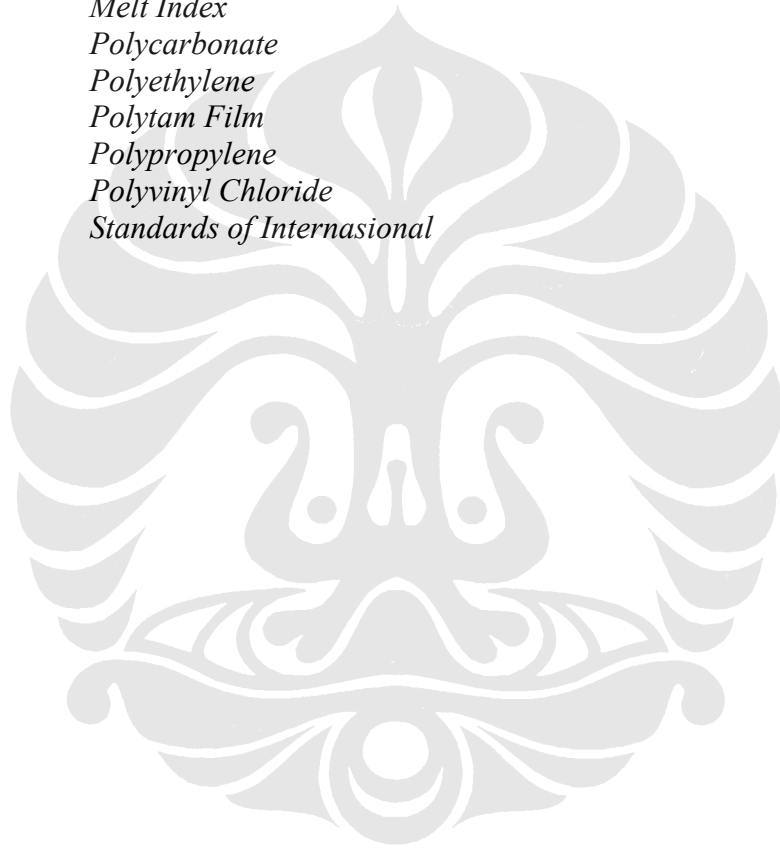 Melt Index
Polycarbonate
Polyethylene
Polytam Film
Polypropylene
Polyvinyl Chloride
Standards of Internasional